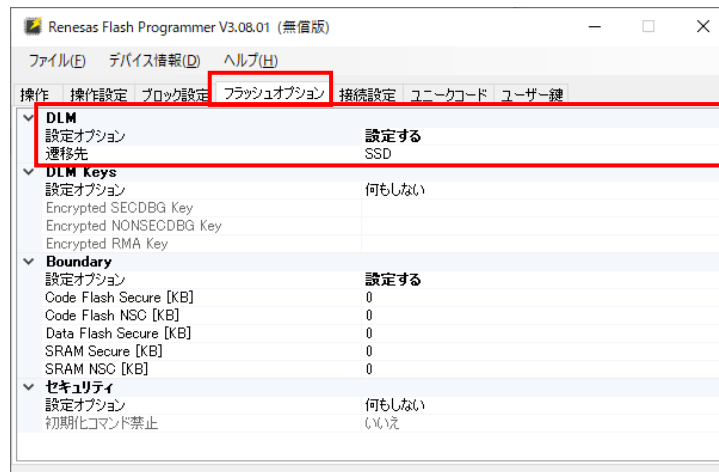 Renesas Flash Programmer V3.08.01 (無償版)
ファイル(F) デバイス情報(D) ヘルプ(H)
操作 操作設定 ブロック設定 フラッシュオプション 接続設定 ユニークコード ユーザー鍵
DLM
設定オプション 設定する
遷移先 SSD
DLM Keys
設定オプション 何もしない
Encrypted SECDBG Key
Encrypted NONSECDBG Key
Encrypted RMA Key
Boundary
設定オプション 設定する
Code Flash Secure [KB] 0
Code Flash NSC [KB] 0
Data Flash Secure [KB] 0
SRAM Secure [KB] 0
SRAM NSC [KB] 0
セキュリティ
設定オプション 何もしない
初期化コマンド禁止 いいえ